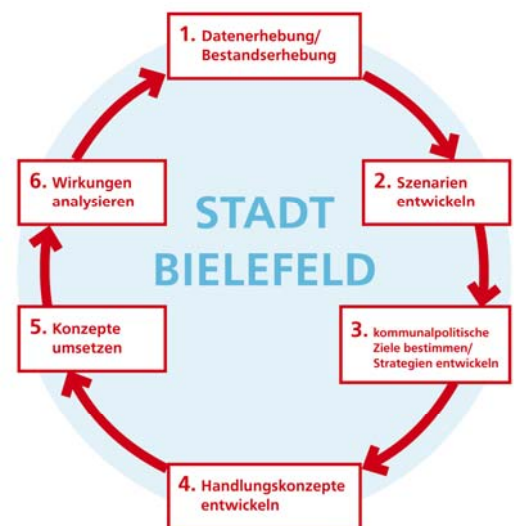 1. Datenerhebung/
Bestandserhebung
2. Szenarien
entwickeln
3. kommunalpolitische
Ziele bestimmen/
Strategien entwickeln
4. Handlungskonzepte
entwickeln
5. Konzepte
umsetzen
6. Wirkungen
analysieren
STADT
BIELEFELD